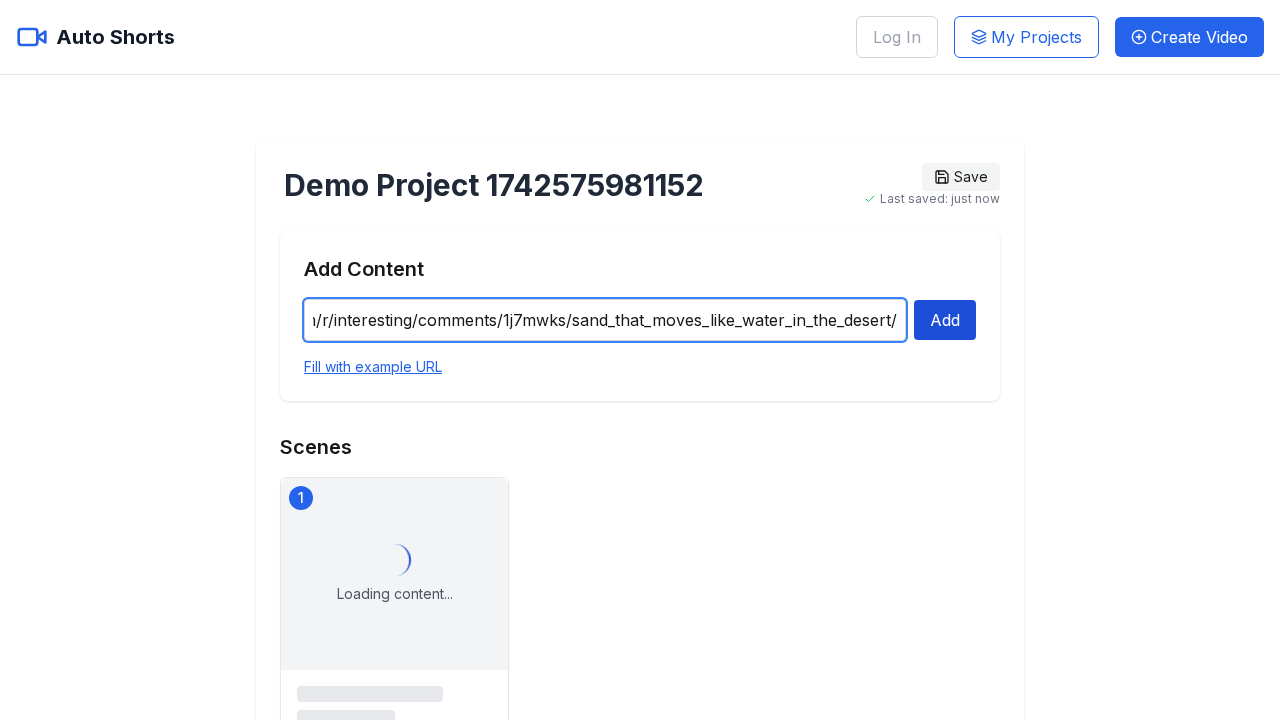 Auto Shorts
Log In
My Projects
Create Video
Demo Project 1742575981152
Save
Last saved: just now
Add Content
/r/interesting/comments/1j7mwks/sand_that_moves_like_water_in_the_desert/
Add
Fill with example URL
Scenes
1
Loading content...